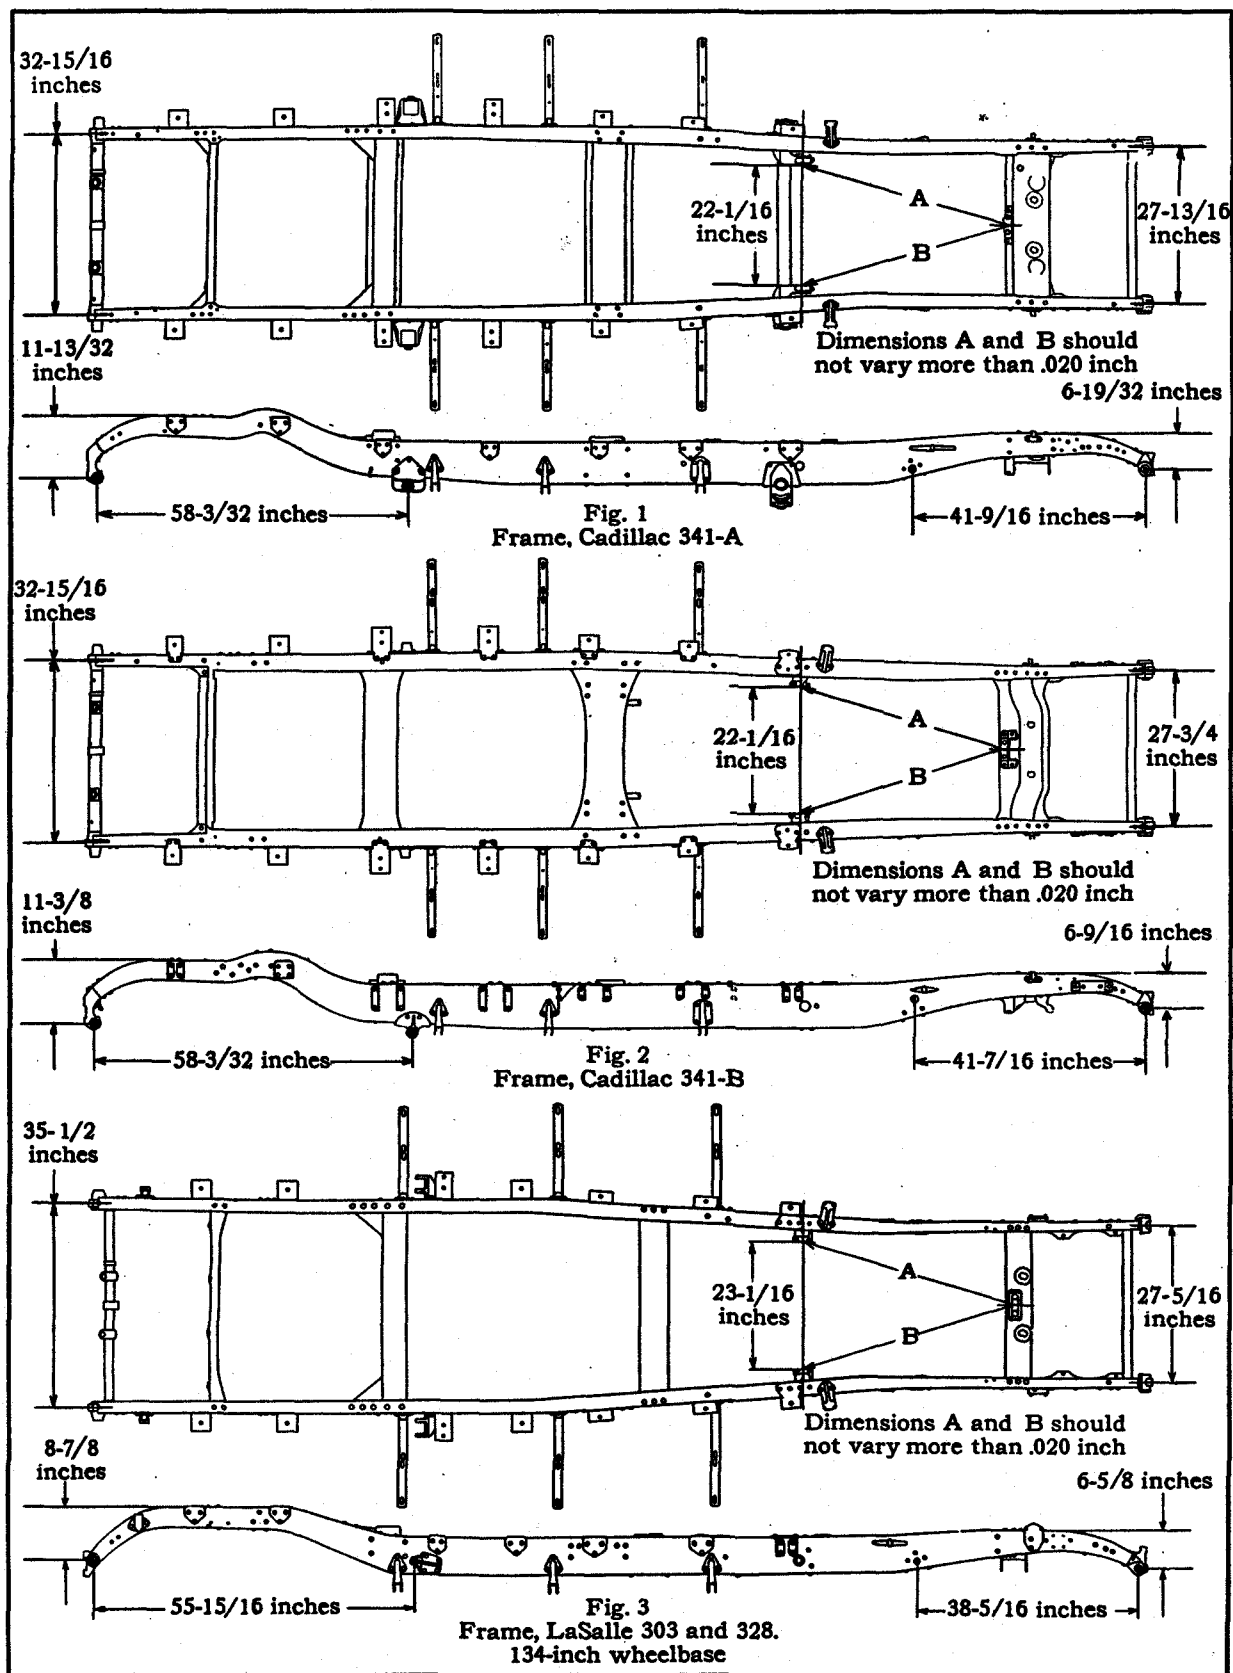 32-15/16
inches
22-1/16
inches
A
B
27-13/16
inches
Dimensions A and B should
not vary more than .020 inch
11-13/32
inches
6-19/32 inches
58-3/32 inches
41-9/16 inches
Fig. 1
Frame, Cadillac 341-A
32-15/16
inches
22-1/16
inches
A
B
27-3/4
inches
Dimensions A and B should
not vary more than .020 inch
11-3/8
inches
6-9/16 inches
58-3/32 inches
41-7/16 inches
Fig. 2
Frame, Cadillac 341-B
35-1/2
inches
23-1/16
inches
A
B
27-5/16
inches
Dimensions A and B should
not vary more than .020 inch
8-7/8
inches
6-5/8 inches
55-15/16 inches
38-5/16 inches
Fig. 3
Frame, LaSalle 303 and 328.
134-inch wheelbase